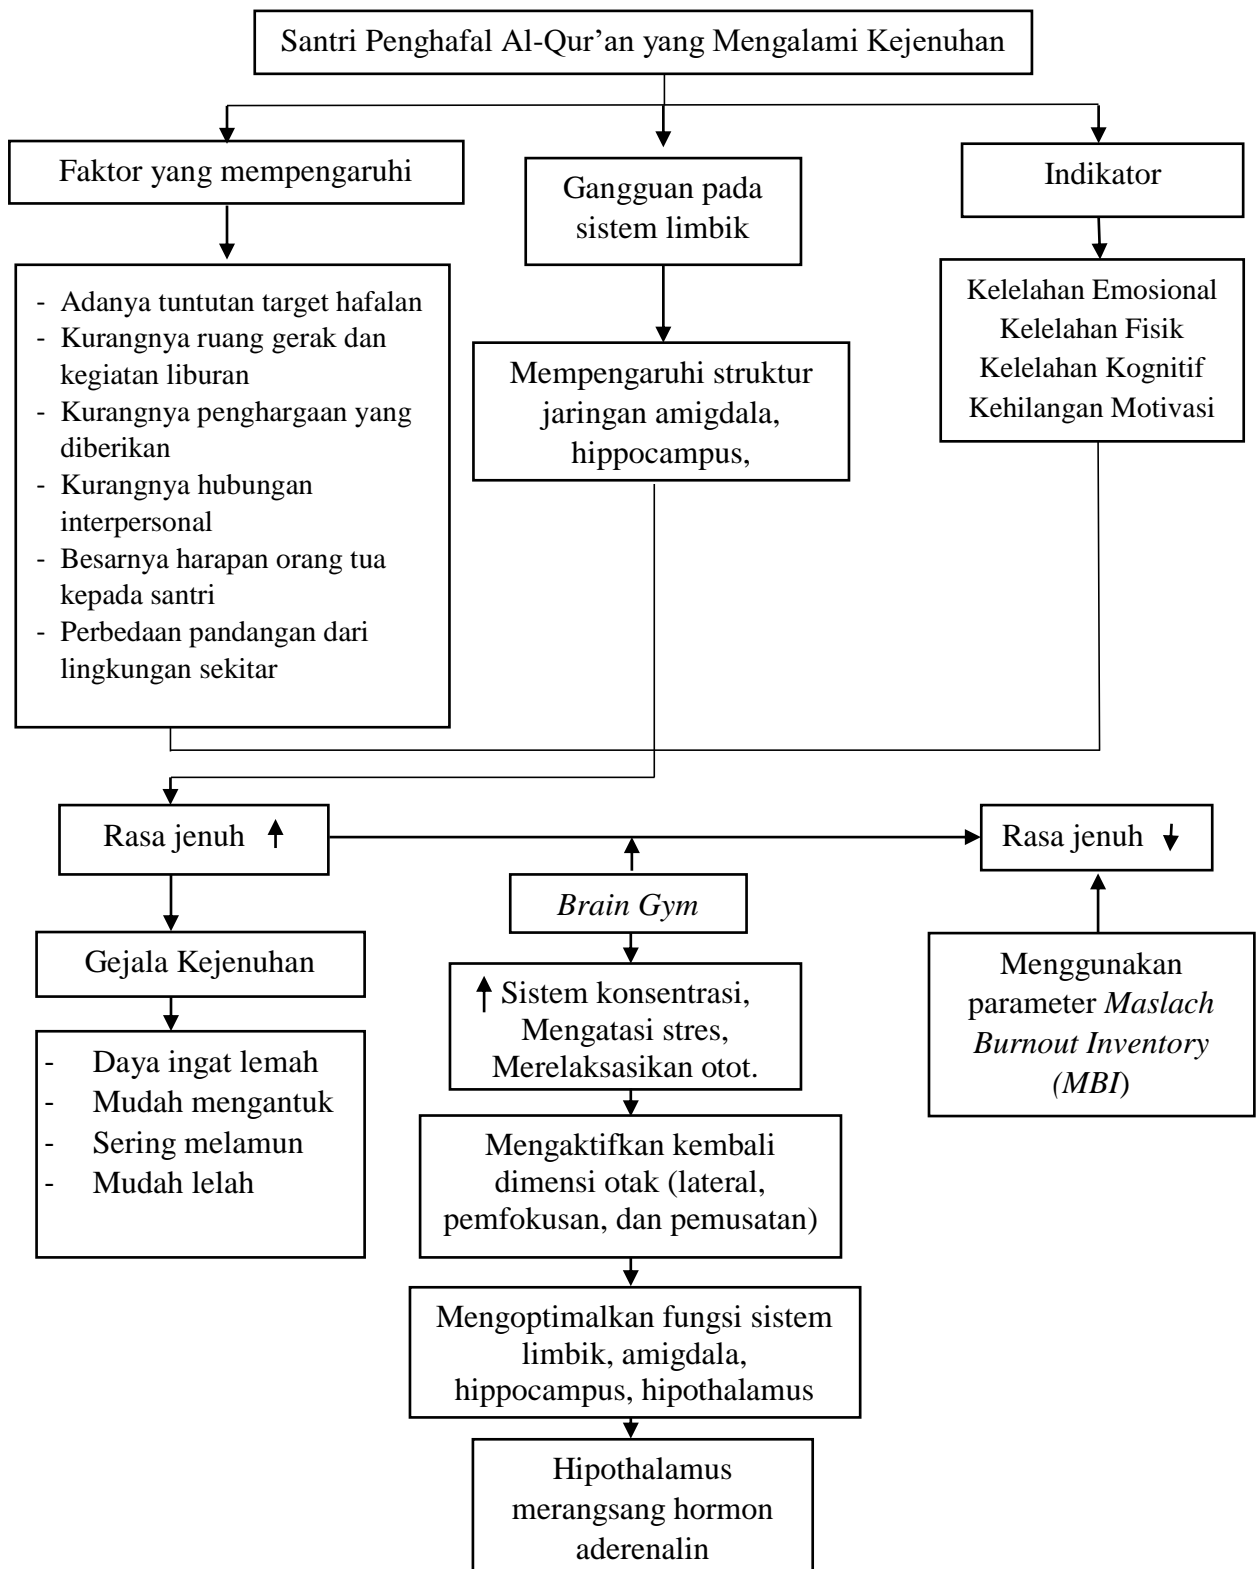 Santri Penghafal Al-Qur’an yang Mengalami Kejenuhan
Faktor yang mempengaruhi
Gangguan pada
sistem limbik
Indikator
- Adanya tuntutan target hafalan
- Kurangnya ruang gerak dan
kegiatan liburan
- Kurangnya penghargaan yang
diberikan
- Kurangnya hubungan
interpersonal
- Besarnya harapan orang tua
kepada santri
- Perbedaan pandangan dari
lingkungan sekitar
Mempengaruhi struktur
jaringan amigdala,
hippocampus,
Kelelahan Emosional
Kelelahan Fisik
Kelelahan Kognitif
Kehilangan Motivasi
Rasa jenuh ↑
Rasa jenuh ↓
Brain Gym
Gejala Kejenuhan
- Daya ingat lemah
- Mudah mengantuk
- Sering melamun
- Mudah lelah
↑ Sistem konsentrasi,
Mengatasi stres,
Merelaksasikan otot.
Menggunakan
parameter Maslach
Burnout Inventory
(MBI)
Mengaktifkan kembali
dimensi otak (lateral,
pemfokusan, dan pemusatan)
Mengoptimalkan fungsi sistem
limbik, amigdala,
hippocampus, hipothalamus
Hipothalamus
merangsang hormon
aderenalin